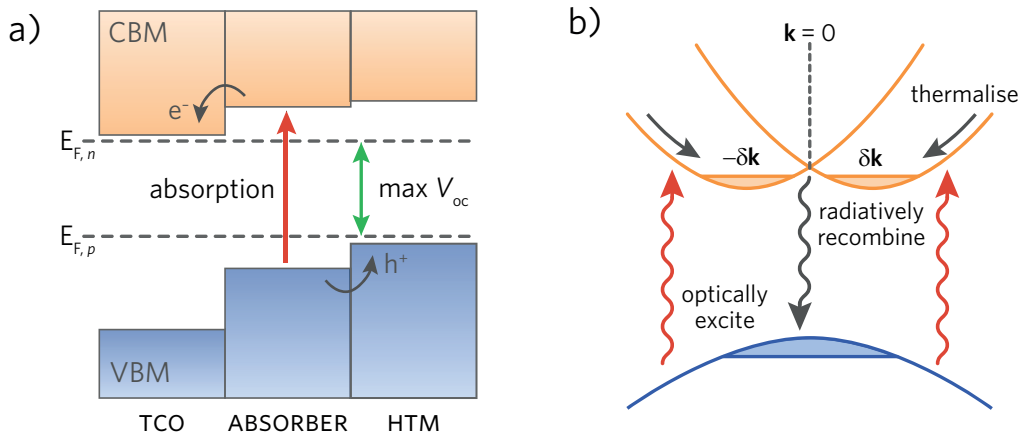 a)
CBM
e⁻
E_F,n
absorption
max V_oc
E_F,p
h⁺
VBM
TCO
ABSORBER
HTM
b)
k = 0
thermalise
−δk
δk
radiatively
recombine
optically
excite